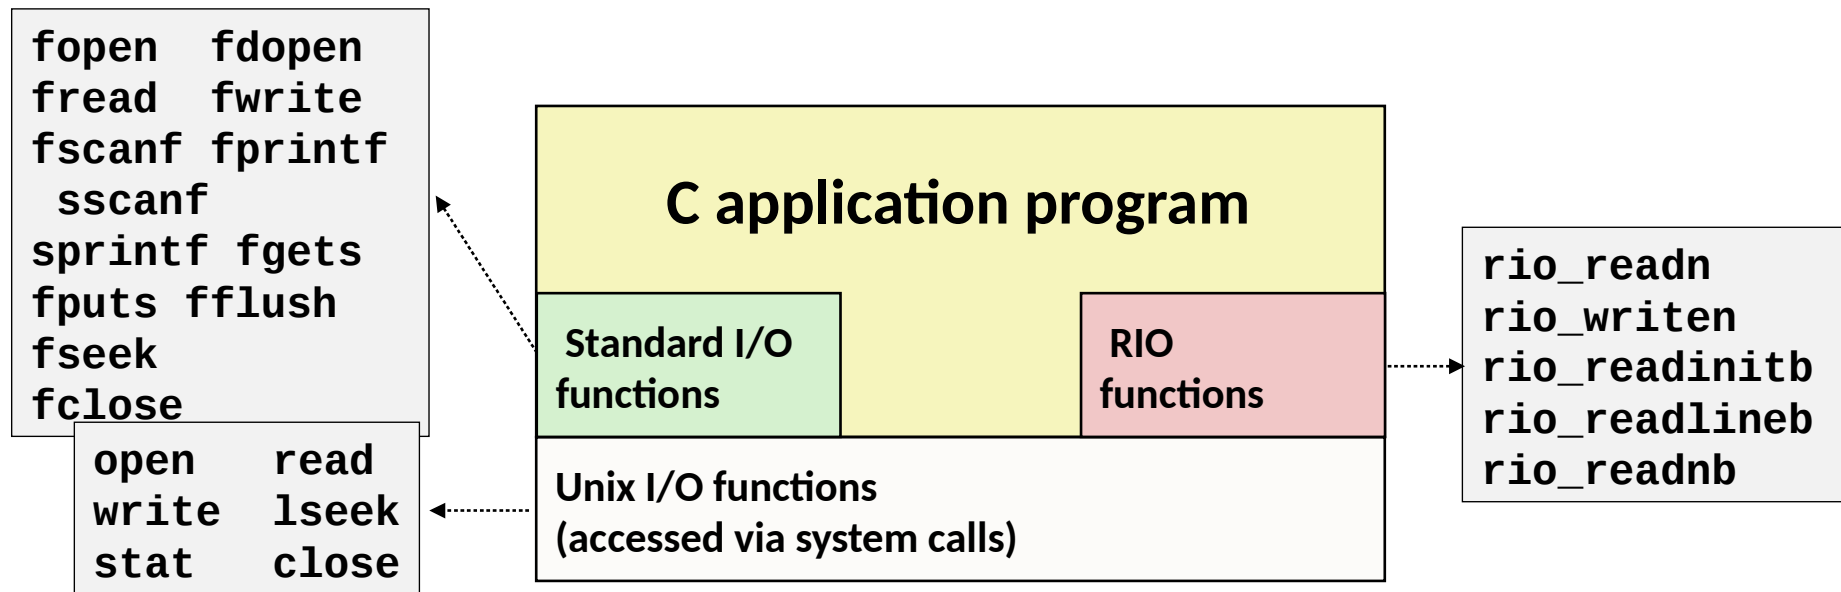 fopen  fdopen
fread  fwrite
fscanf fprintf
sscanf
sprintf fgets
fputs fflush
fseek
fclose
open   read
write  lseek
stat   close
C application program
Standard I/O
functions
RIO
functions
Unix I/O functions
(accessed via system calls)
rio_readn
rio_writen
rio_readinitb
rio_readlineb
rio_readnb